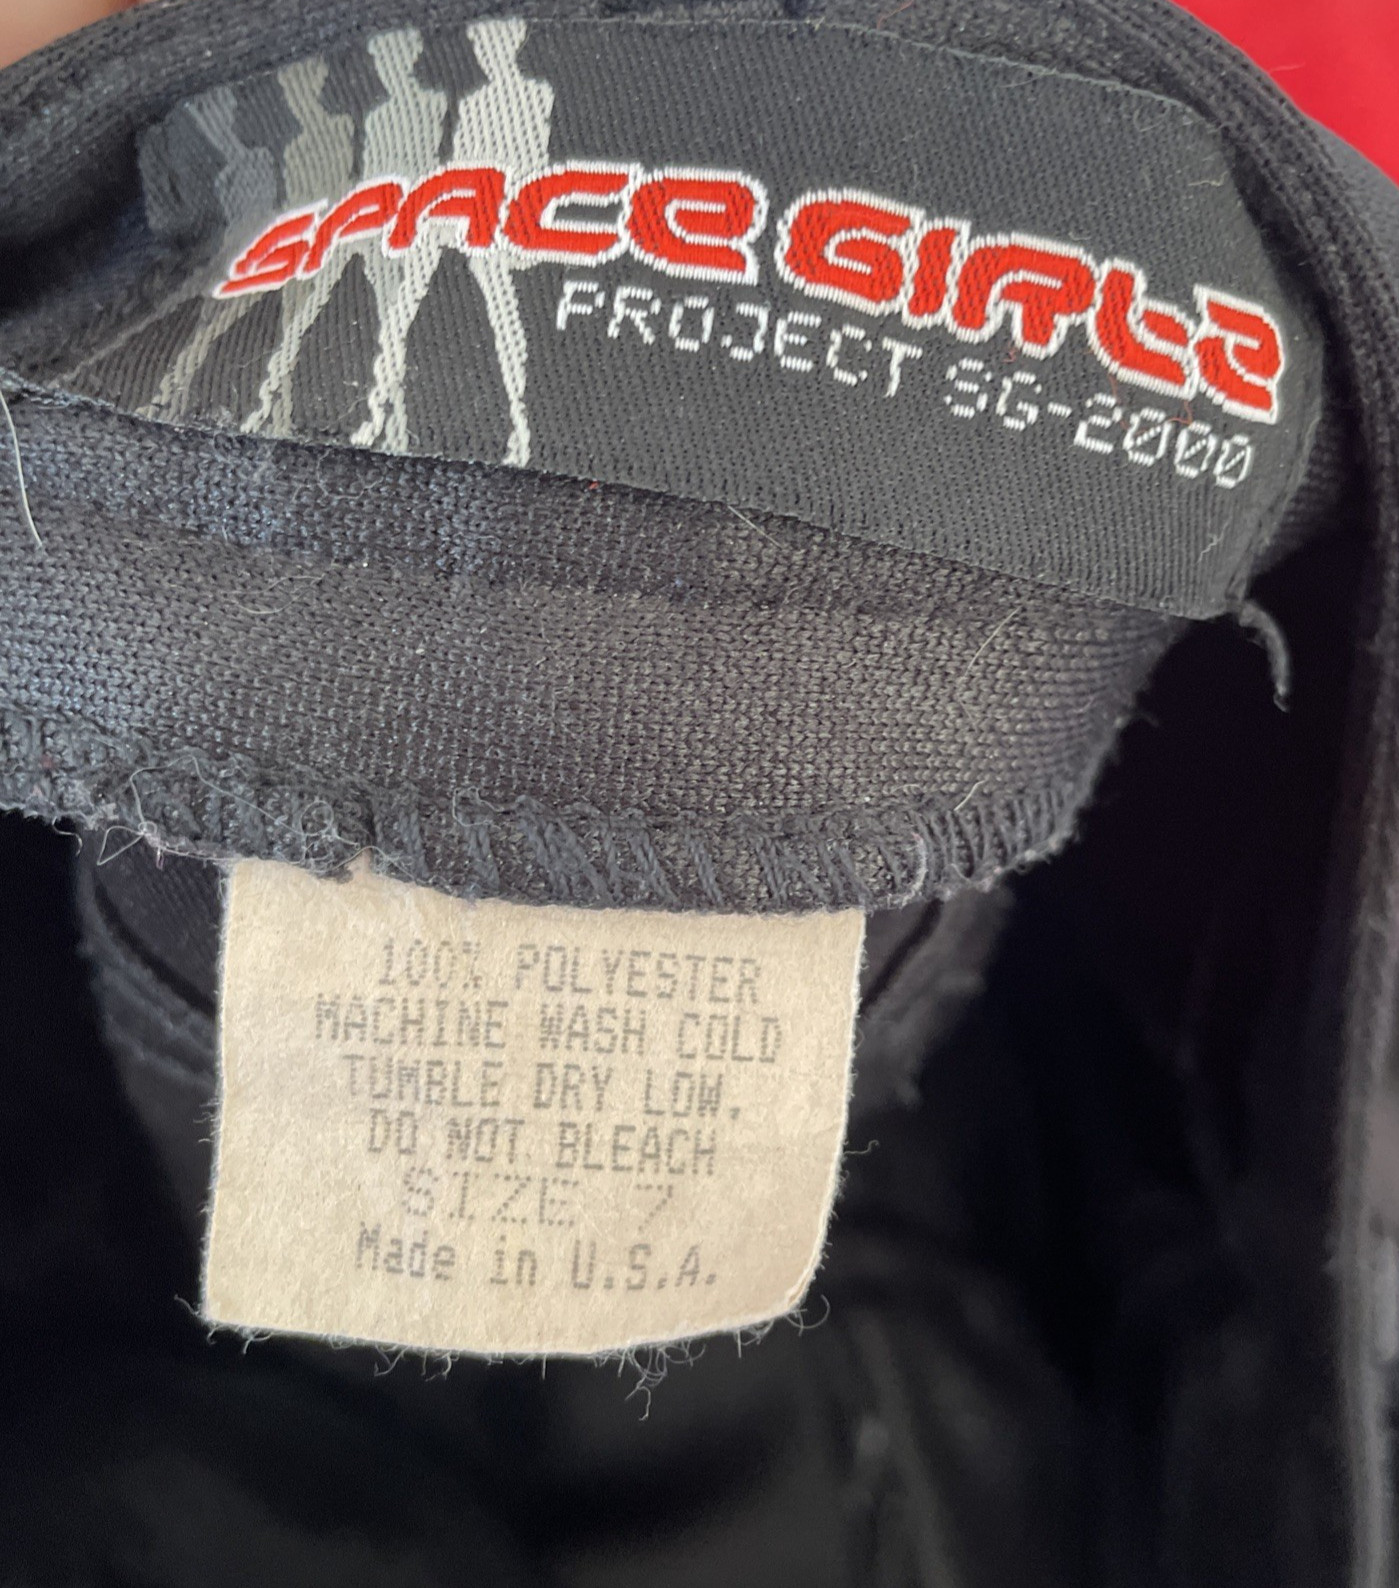 SPACE GIRLZ
PROJECT SG-2000
100% POLYESTER
MACHINE WASH COLD
TUMBLE DRY LOW.
DO NOT BLEACH
SIZE 7
Made in U.S.A.